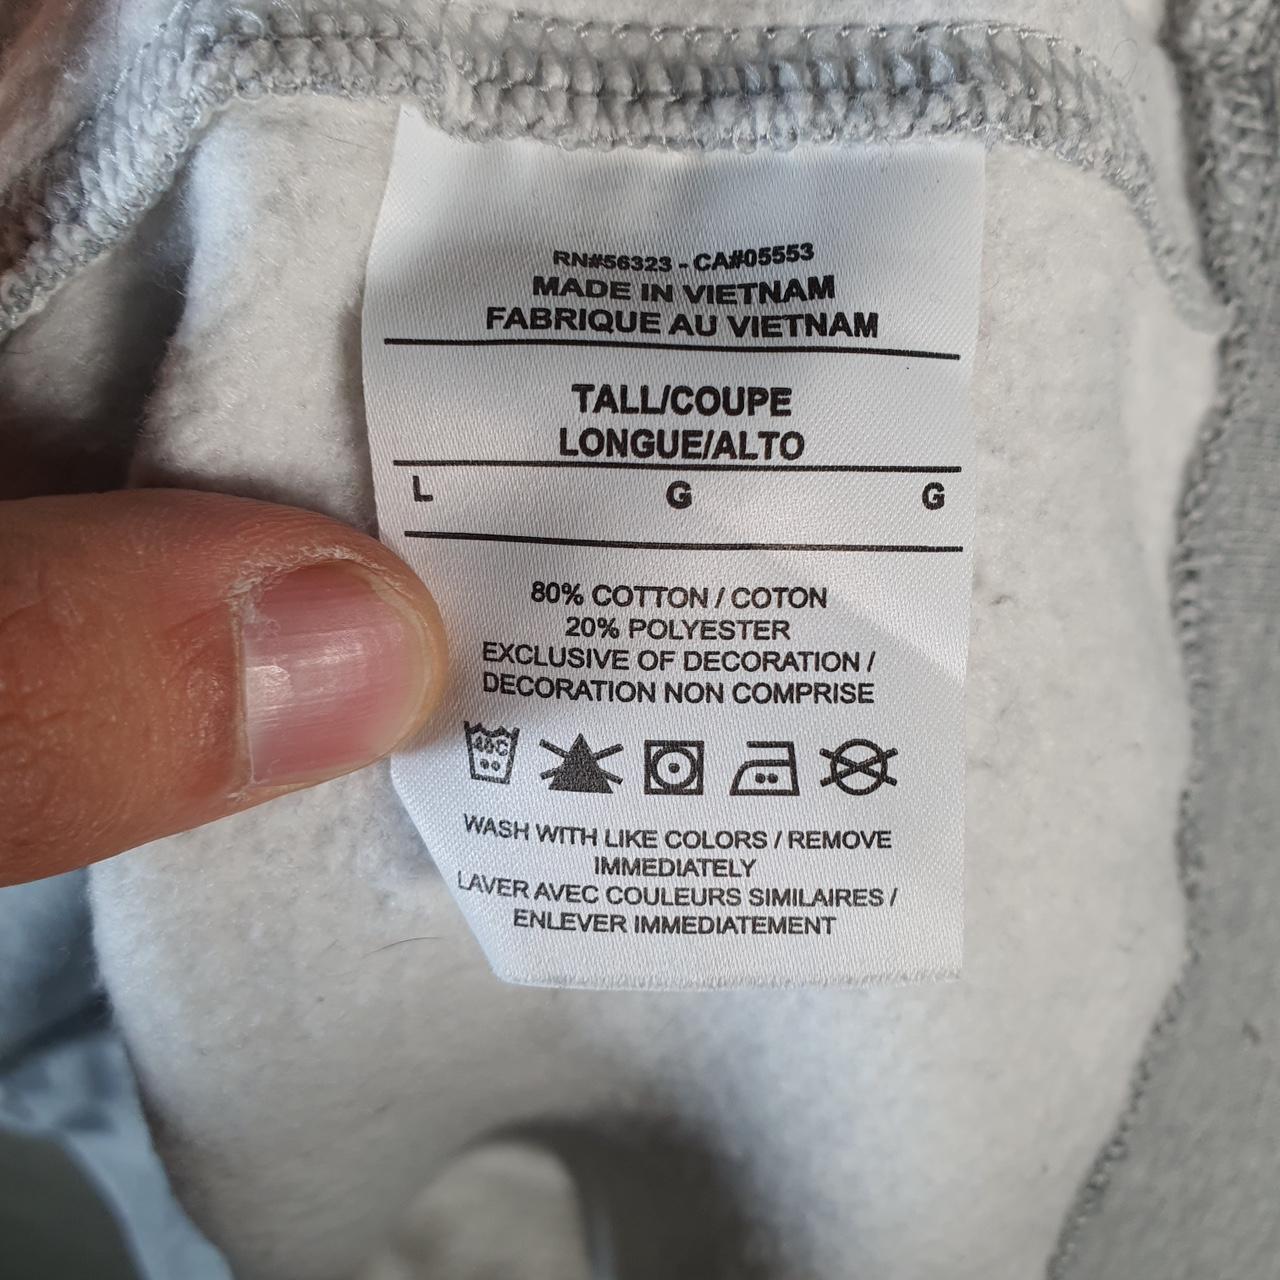 RN#56323 - CA#05553
MADE IN VIETNAM
FABRIQUE AU VIETNAM
TALL/COUPE
LONGUE/ALTO
L G G
80% COTTON / COTON
20% POLYESTER
EXCLUSIVE OF DECORATION /
DECORATION NON COMPRISE
40C
WASH WITH LIKE COLORS / REMOVE
IMMEDIATELY
LAVER AVEC COULEURS SIMILAIRES /
ENLEVER IMMEDIATEMENT